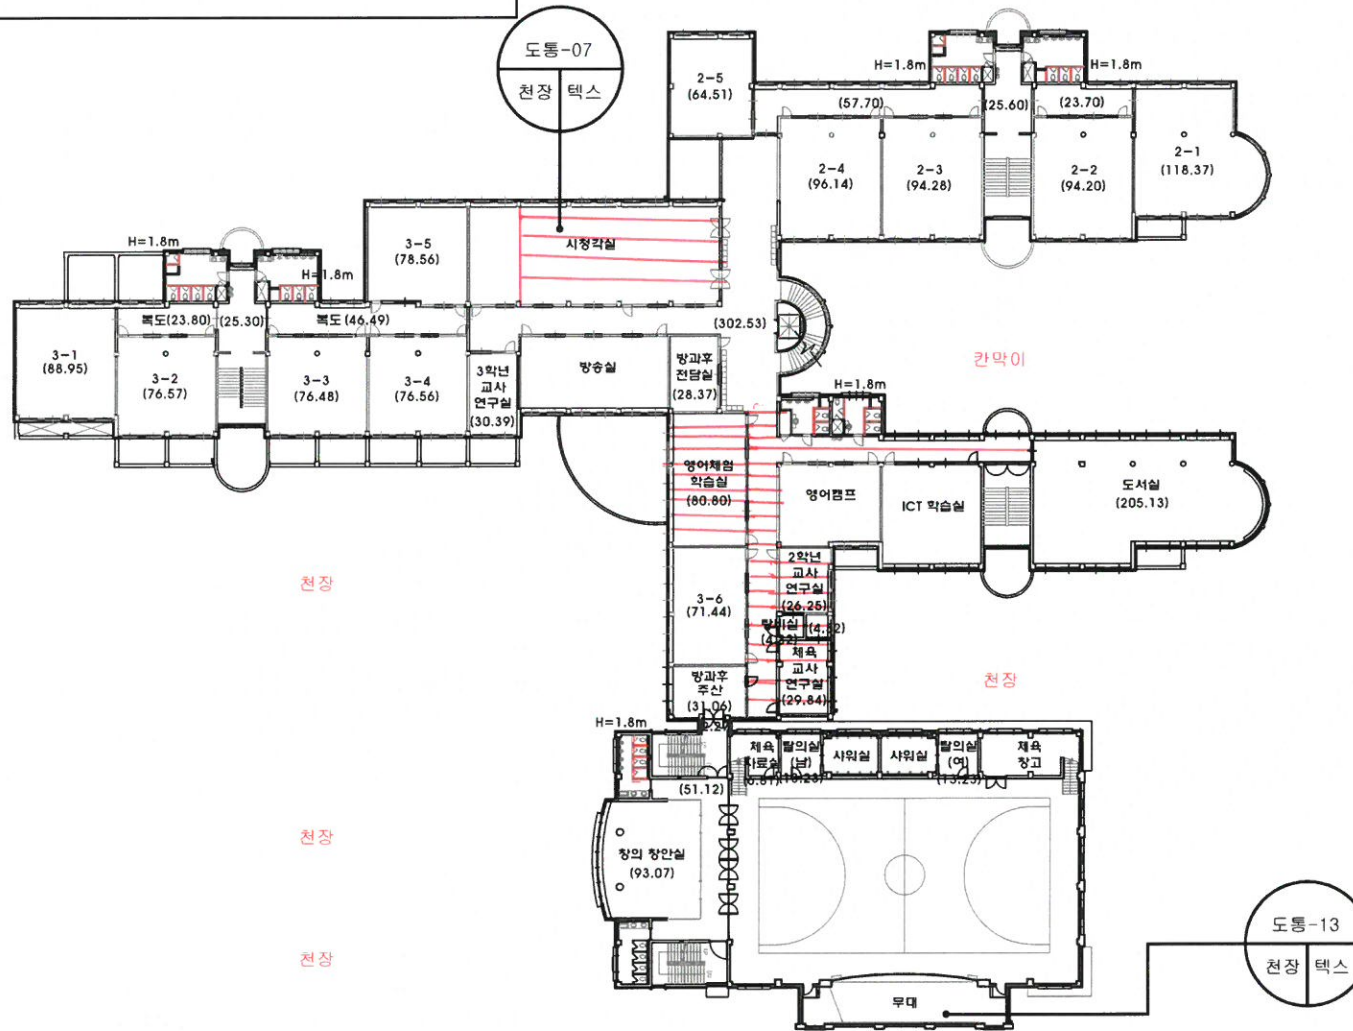 도통-07
천장 텍스
H=1.8m
H=1.8m
2-5
(64.51)
(57.70)
(25.60)
(23.70)
2-4
(96.14)
2-3
(94.28)
2-2
(94.20)
2-1
(118.37)
H=1.8m
H=1.8m
3-5
(78.56)
시청각실
복도(23.80)
(25.30)
복도 (46.49)
(302.53)
3-1
(88.95)
3-2
(76.57)
3-3
(76.48)
3-4
(76.56)
3학년
교사
연구실
(30.39)
방송실
방과후
전담실
(28.37)
칸막이
H=1.8m
영어체험
학습실
(80.80)
영어캠프
ICT 학습실
도서실
(205.13)
천장
2학년
교사
연구실
(26.25)
3-6
(71.44)
체육
교사
연구실
(29.84)
천장
방과후
주산
(31.06)
H=1.8m
체육
탈의실
(남)
샤워실
샤워실
탈의실
(여)
(13.23)
체육
창고
(51.12)
천장
창의 창안실
(93.07)
천장
도통-13
천장 텍스
무대